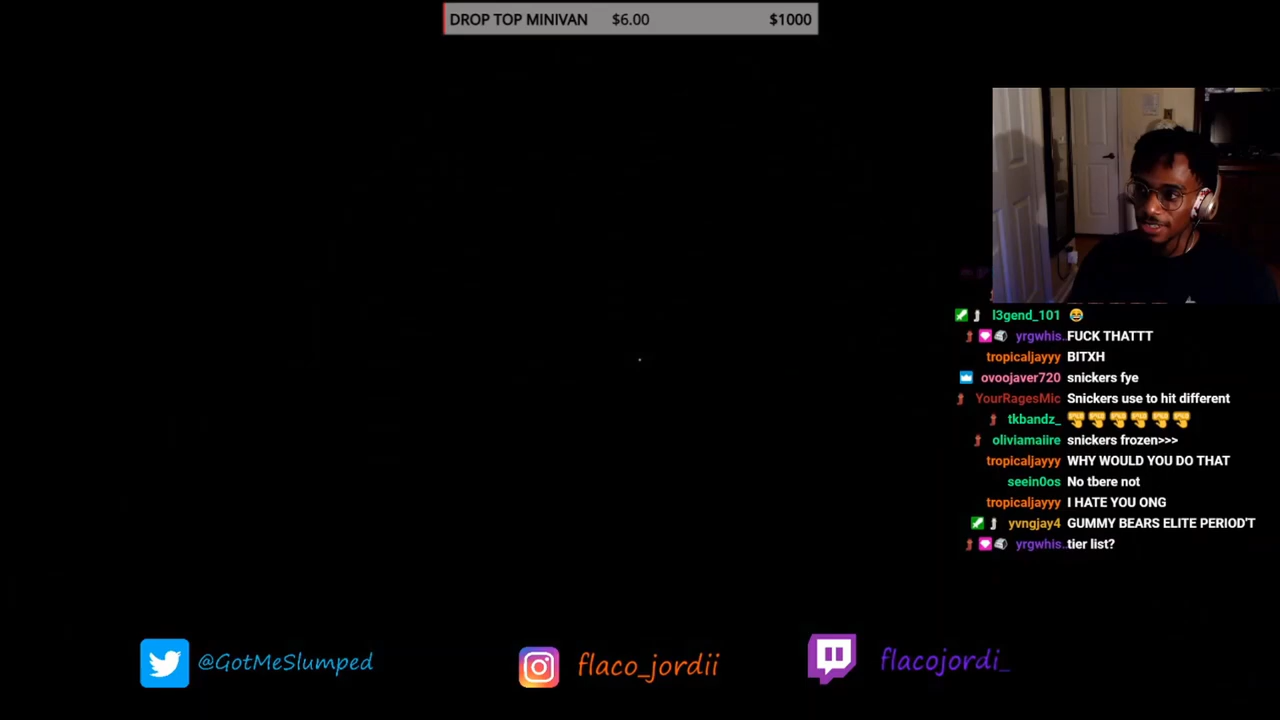 DROP TOP MINIVAN $6.00 $1000
l3gend_101 😂
yrgwhis.. FUCK THATTT
tropicaljayyy BITXH
ovoojaver720 snickers fye
YourRagesMic Snickers use to hit different
tkbandz_
oliviamaiire snickers frozen>>>
tropicaljayyy WHY WOULD YOU DO THAT
seein0os No tbere not
tropicaljayyy I HATE YOU ONG
yvngjay4 GUMMY BEARS ELITE PERIOD'T
yrgwhis.. tier list?
@GotMeSlumped
flaco_jordii
flacojordi_